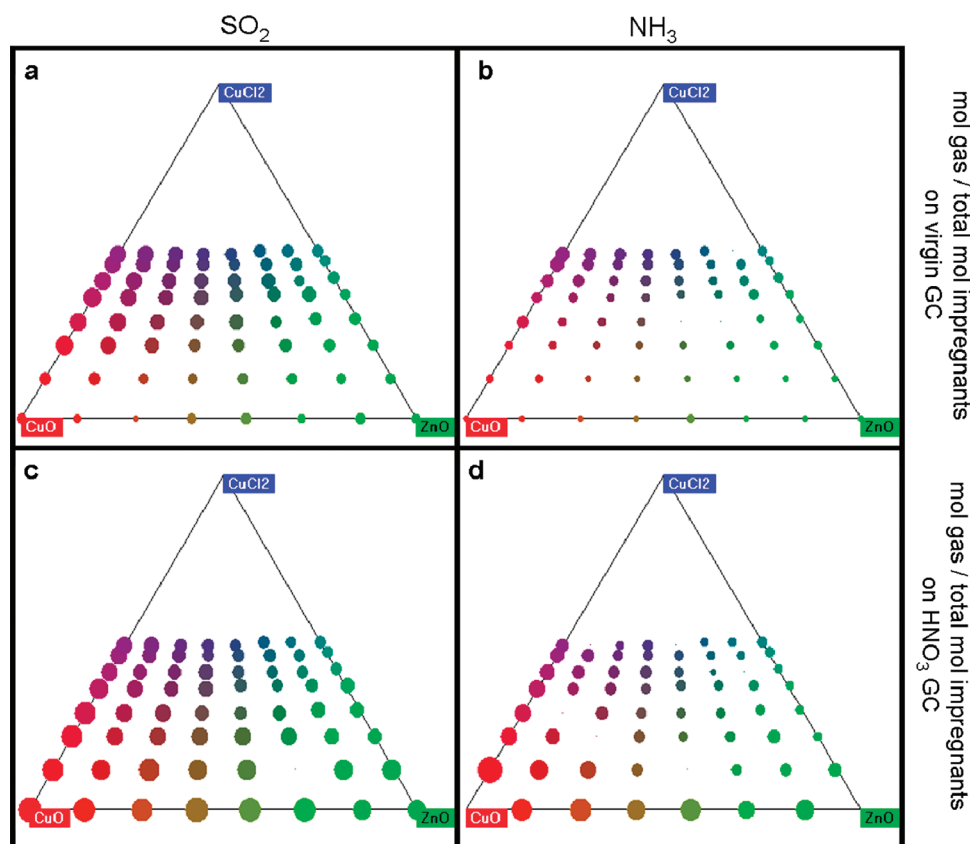 SO2
NH3
a
CuCl2
CuO
ZnO
b
CuCl2
CuO
ZnO
mol gas / total mol impregnants
on virgin GC
c
CuCl2
CuO
ZnO
d
CuCl2
CuO
ZnO
mol gas / total mol impregnants
on HNO3 GC